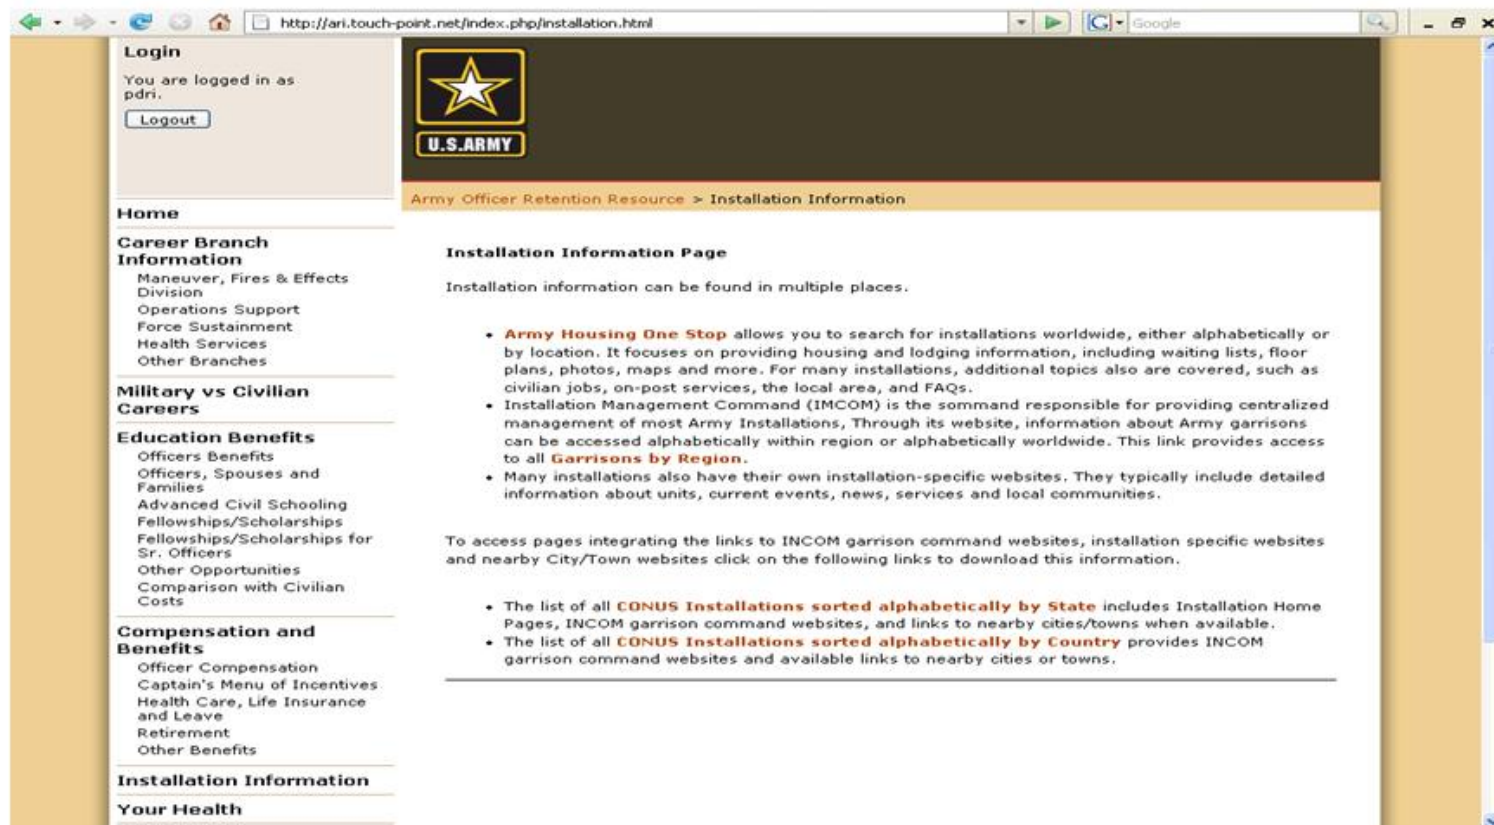 http://ari.touch-point.net/index.php/installation.html
Google
Login
You are logged in as
pdri.
Logout
U.S.ARMY
Army Officer Retention Resource > Installation Information
Home
Career Branch
Information
Maneuver, Fires & Effects
Division
Operations Support
Force Sustainment
Health Services
Other Branches
Military vs Civilian
Careers
Education Benefits
Officers Benefits
Officers, Spouses and
Families
Advanced Civil Schooling
Fellowships/Scholarships
Fellowships/Scholarships for
Sr. Officers
Other Opportunities
Comparison with Civilian
Costs
Compensation and
Benefits
Officer Compensation
Captain's Menu of Incentives
Health Care, Life Insurance
and Leave
Retirement
Other Benefits
Installation Information
Your Health
Installation Information Page
Installation information can be found in multiple places.
• Army Housing One Stop allows you to search for installations worldwide, either alphabetically or
by location. It focuses on providing housing and lodging information, including waiting lists, floor
plans, photos, maps and more. For many installations, additional topics also are covered, such as
civilian jobs, on-post services, the local area, and FAQs.
• Installation Management Command (IMCOM) is the sommand responsible for providing centralized
management of most Army Installations, Through its website, information about Army garrisons
can be accessed alphabetically within region or alphabetically worldwide. This link provides access
to all Garrisons by Region.
• Many installations also have their own installation-specific websites. They typically include detailed
information about units, current events, news, services and local communities.
To access pages integrating the links to INCOM garrison command websites, installation specific websites
and nearby City/Town websites click on the following links to download this information.
• The list of all CONUS Installations sorted alphabetically by State includes Installation Home
Pages, INCOM garrison command websites, and links to nearby cities/towns when available.
• The list of all CONUS Installations sorted alphabetically by Country provides INCOM
garrison command websites and available links to nearby cities or towns.